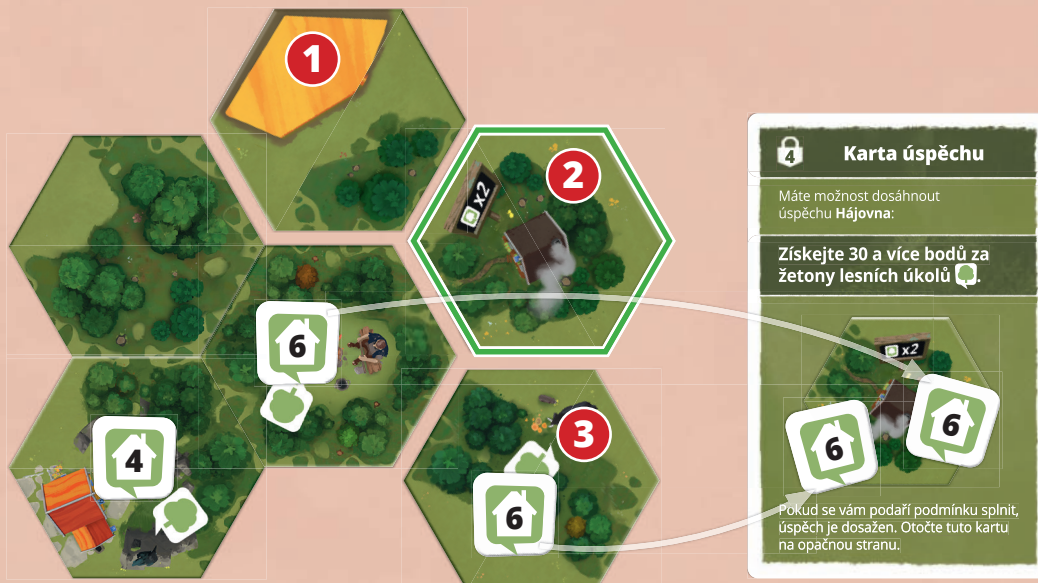 1
2
x2
6
3
4
6
4
Karta úspěchu
Máte možnost dosáhnout
úspěchu Hájovna:
Získejte 30 a více bodů za
žetony lesních úkolů .
x2
6
6
Pokud se vám podaří podmínku splnit,
úspěch je dosažen. Otočte tuto kartu
na opačnou stranu.